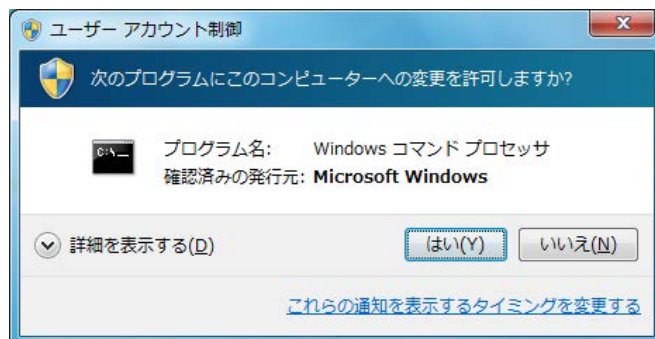 ユーザー アカウント制御
次のプログラムにこのコンピューターへの変更を許可しますか?
C:\_
プログラム名: Windows コマンド プロセッサ
確認済みの発行元: Microsoft Windows
詳細を表示する(D) はい(Y) いいえ(N)
これらの通知を表示するタイミングを変更する